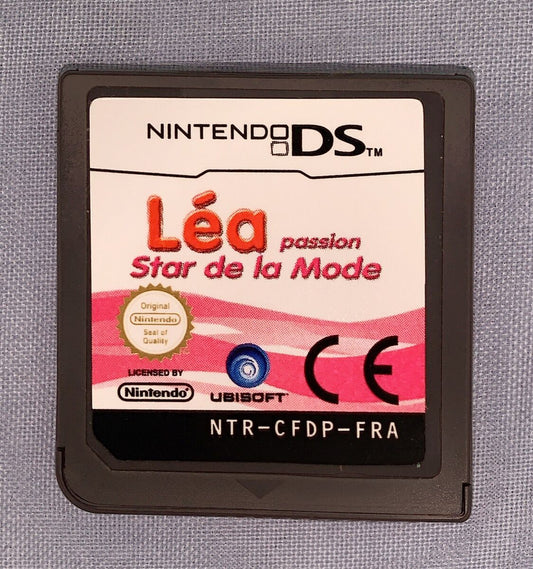 NINTENDO DS TM
Léa passion
Star de la Mode
Original
Nintendo
Seal of
Quality
LICENSED BY
Nintendo®
UBISOFT
CE
NTR-CFDP-FRA